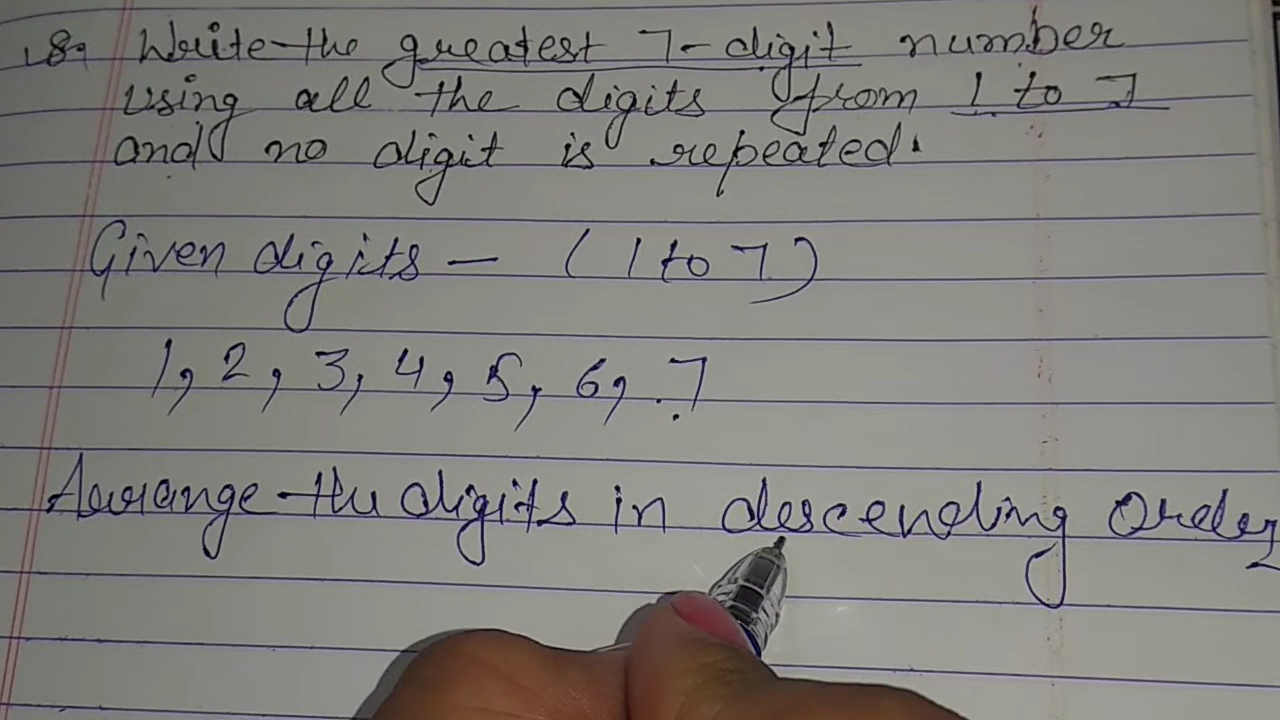 18. Write the greatest 7-digit number
using all the digits from 1 to 7
and no digit is repeated.
Given digits - (1 to 7)
1, 2, 3, 4, 5, 6, 7
Arrange the digits in descending order